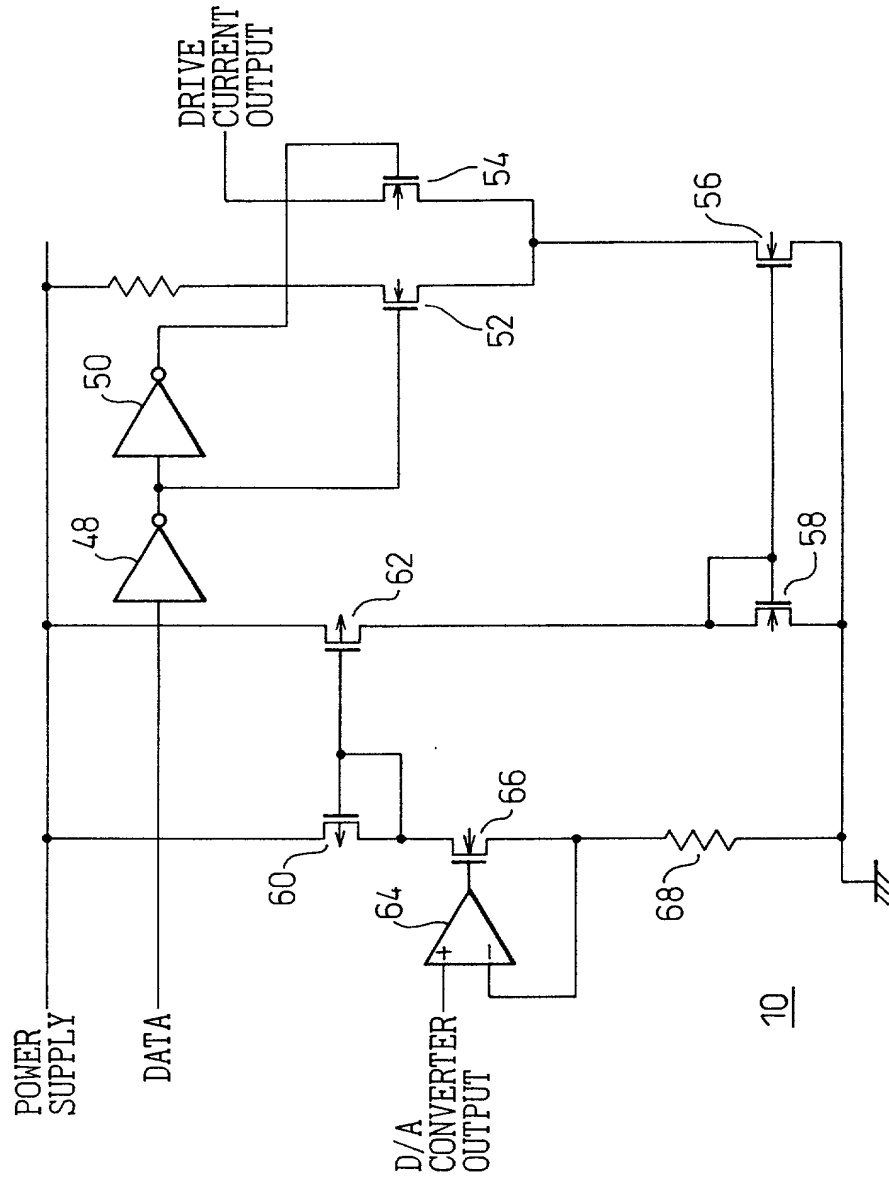 POWER
SUPPLY
DATA
D/A
CONVERTER
OUTPUT
DRIVE
CURRENT
OUTPUT
48
50
52
54
56
58
60
62
64
+
−
66
68
10